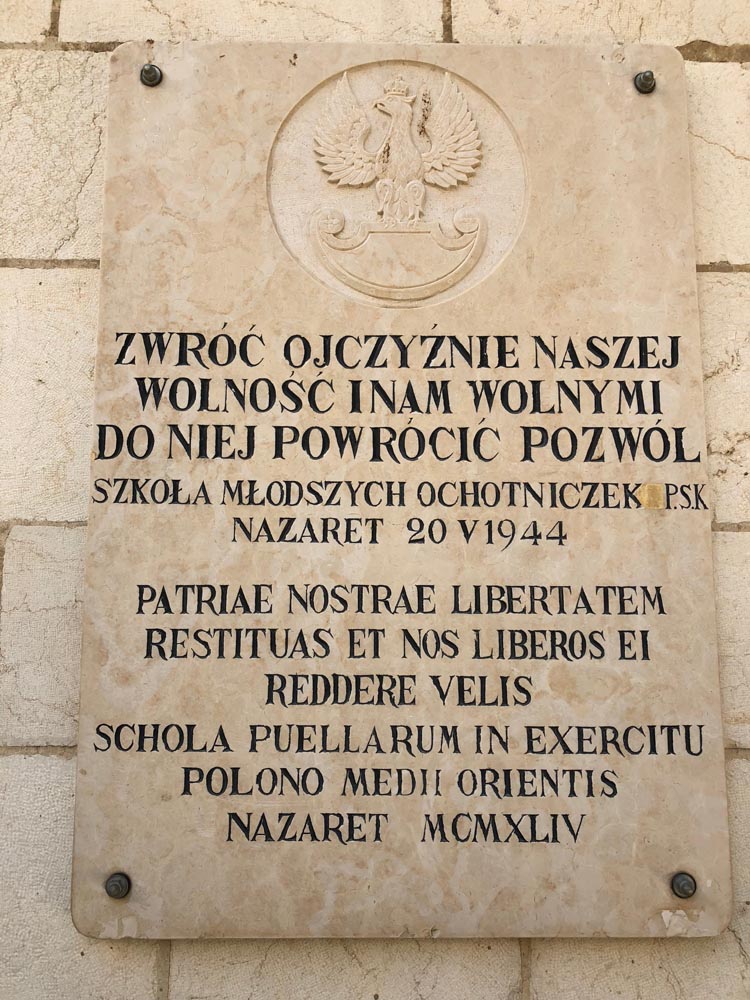 ZWRÓĆ OJCZYŹNIE NASZEJ
WOLNOŚĆ I NAM WOLNYMI
DO NIEJ POWRÓCIĆ POZWÓL
SZKOŁA MŁODSZYCH OCHOTNICZEK P.S.K
NAZARET 20 V 1944
PATRIAE NOSTRAE LIBERTATEM
RESTITUAS ET NOS LIBEROS EI
REDDERE VELIS
SCHOLA PUELLARUM IN EXERCITU
POLONO MEDII ORIENTIS
NAZARET MCMXLIV